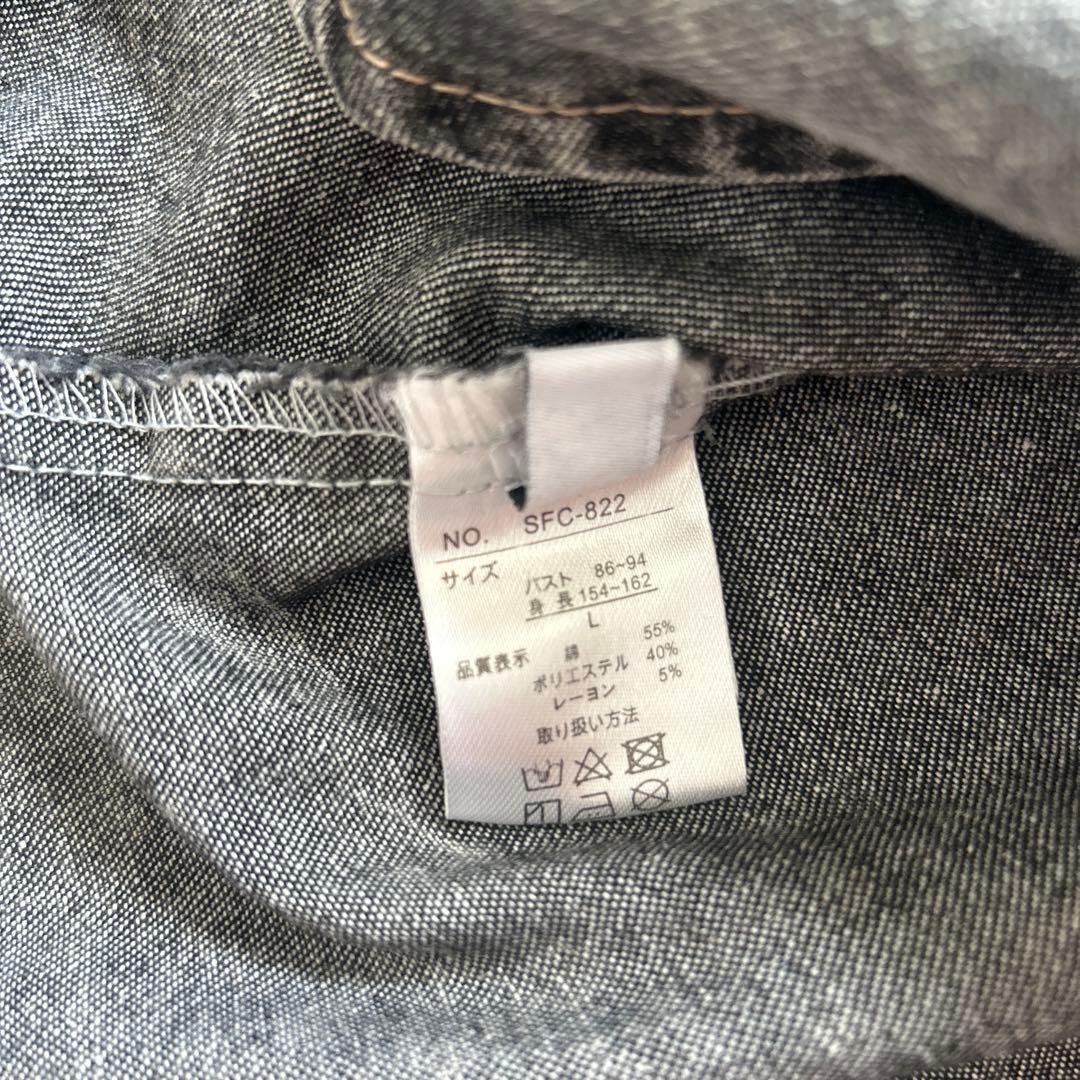 NO. SFC-822
サイズ バスト 86~94
身長 154~162
L
品質表示 綿 55%
ポリエステル 40%
レーヨン 5%
取り扱い方法